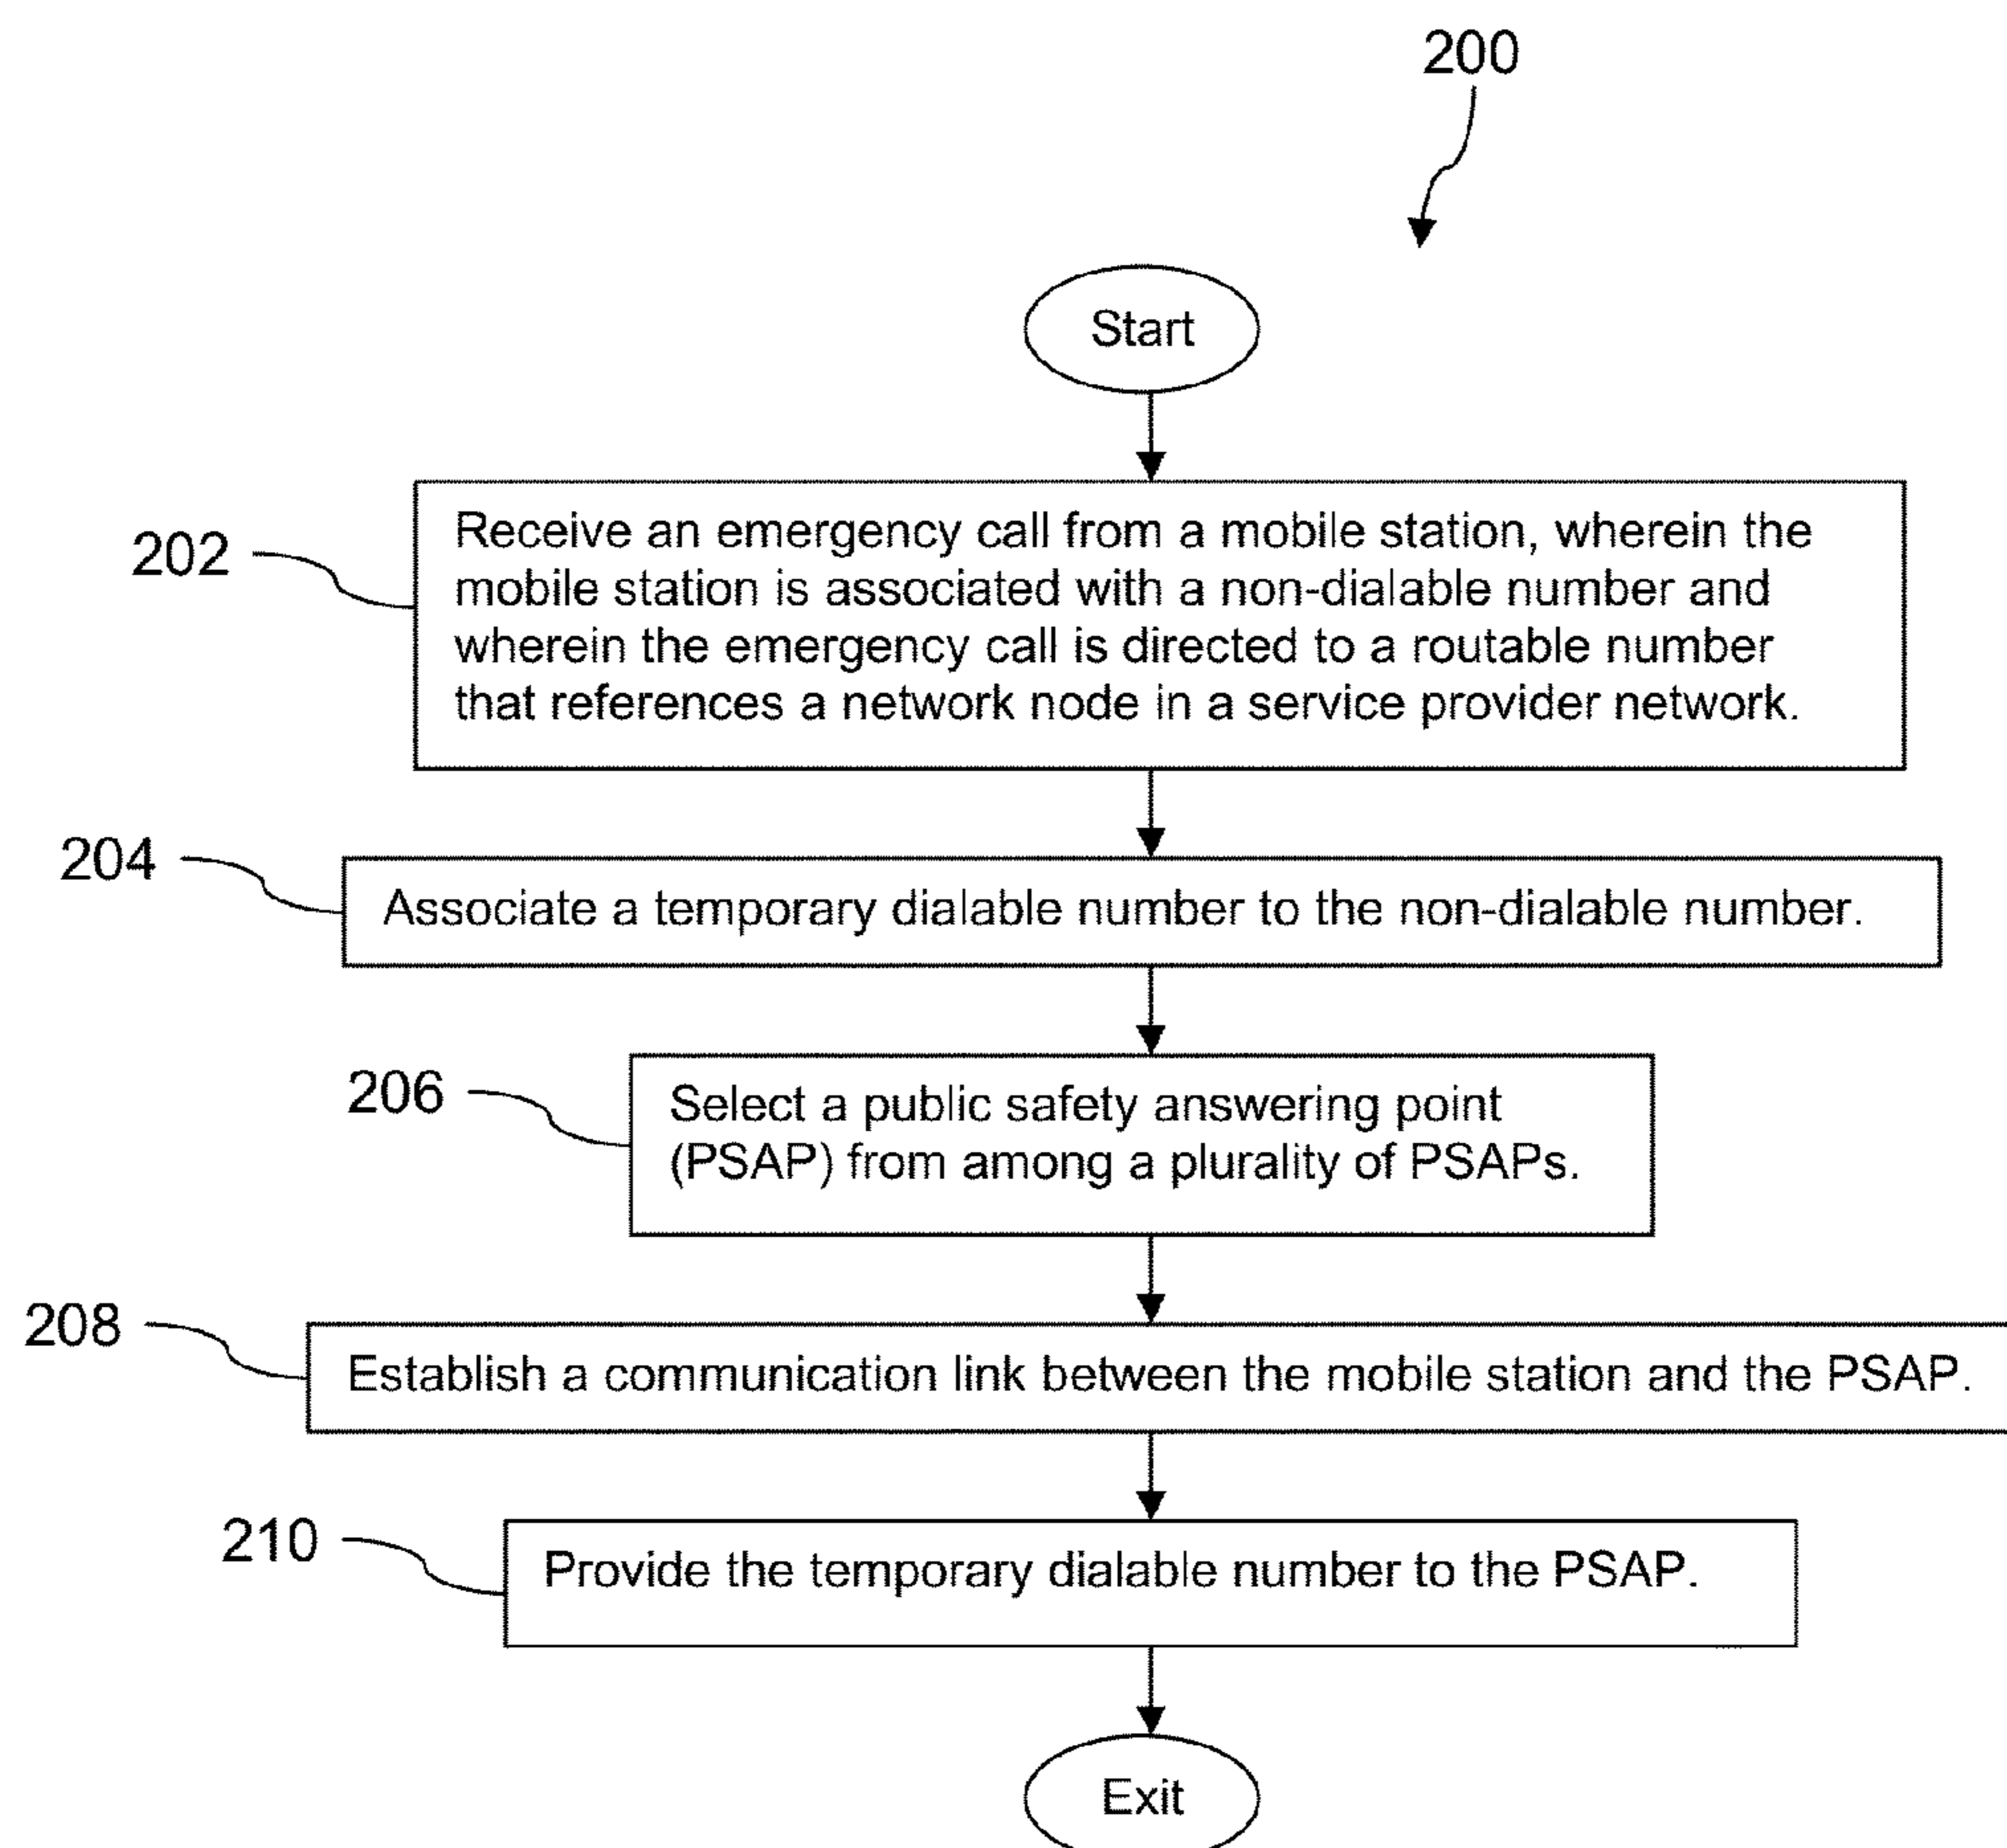 200
Start
202
Receive an emergency call from a mobile station, wherein the
mobile station is associated with a non-dialable number and
wherein the emergency call is directed to a routable number
that references a network node in a service provider network.
204
Associate a temporary dialable number to the non-dialable number.
206
Select a public safety answering point
(PSAP) from among a plurality of PSAPs.
208
Establish a communication link between the mobile station and the PSAP.
210
Provide the temporary dialable number to the PSAP.
Exit